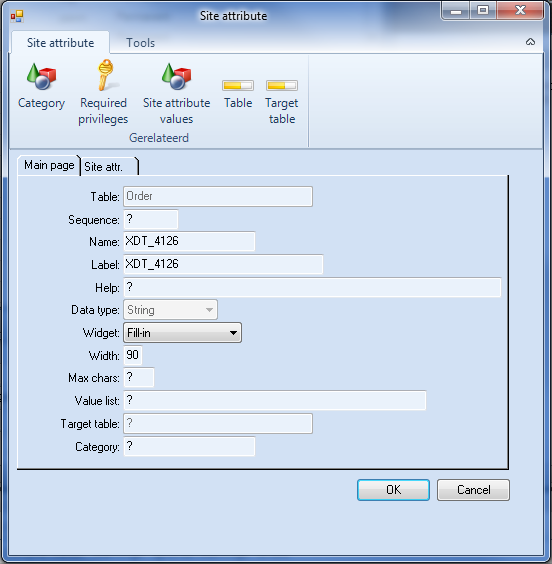 Site attribute
Site attribute Tools
Category Required privileges Site attribute values Table Target table
Gerelateerd
Main page Site attr.
Table: Order
Sequence: ?
Name: XDT_4126
Label: XDT_4126
Help: ?
Data type: String
Widget: Fill-in
Width: 90
Max chars: ?
Value list: ?
Target table: ?
Category: ?
OK Cancel